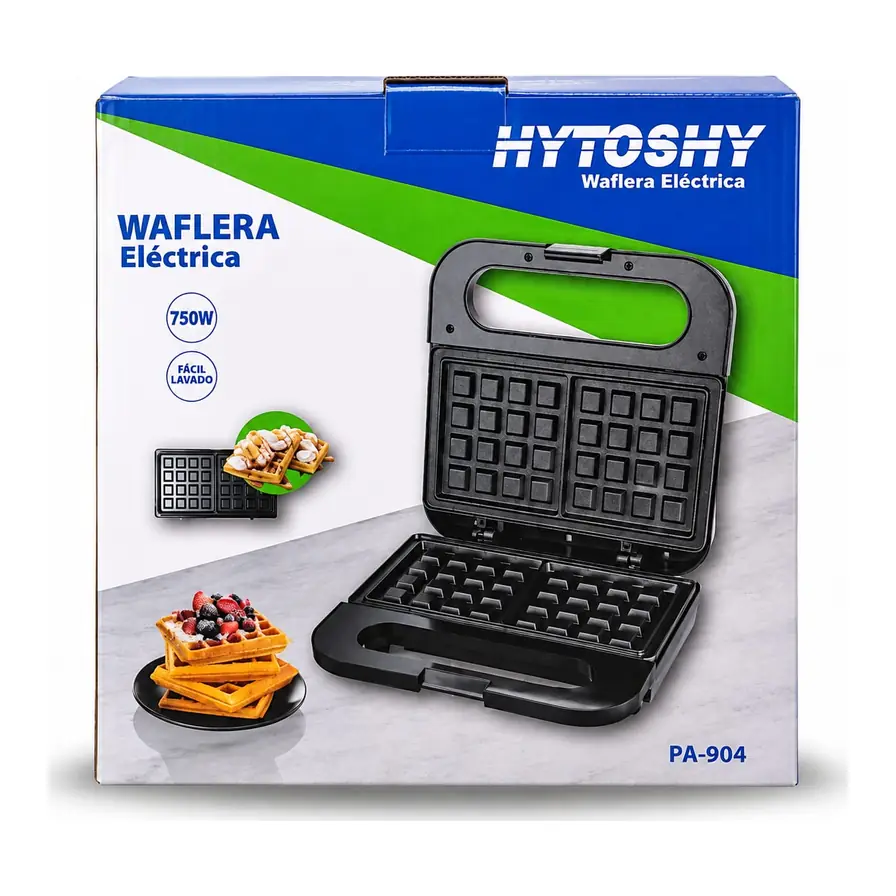 HYTOSHY
Waflera Eléctrica
WAFLERA
Eléctrica
750W
FÁCIL
LAVADO
PA-904